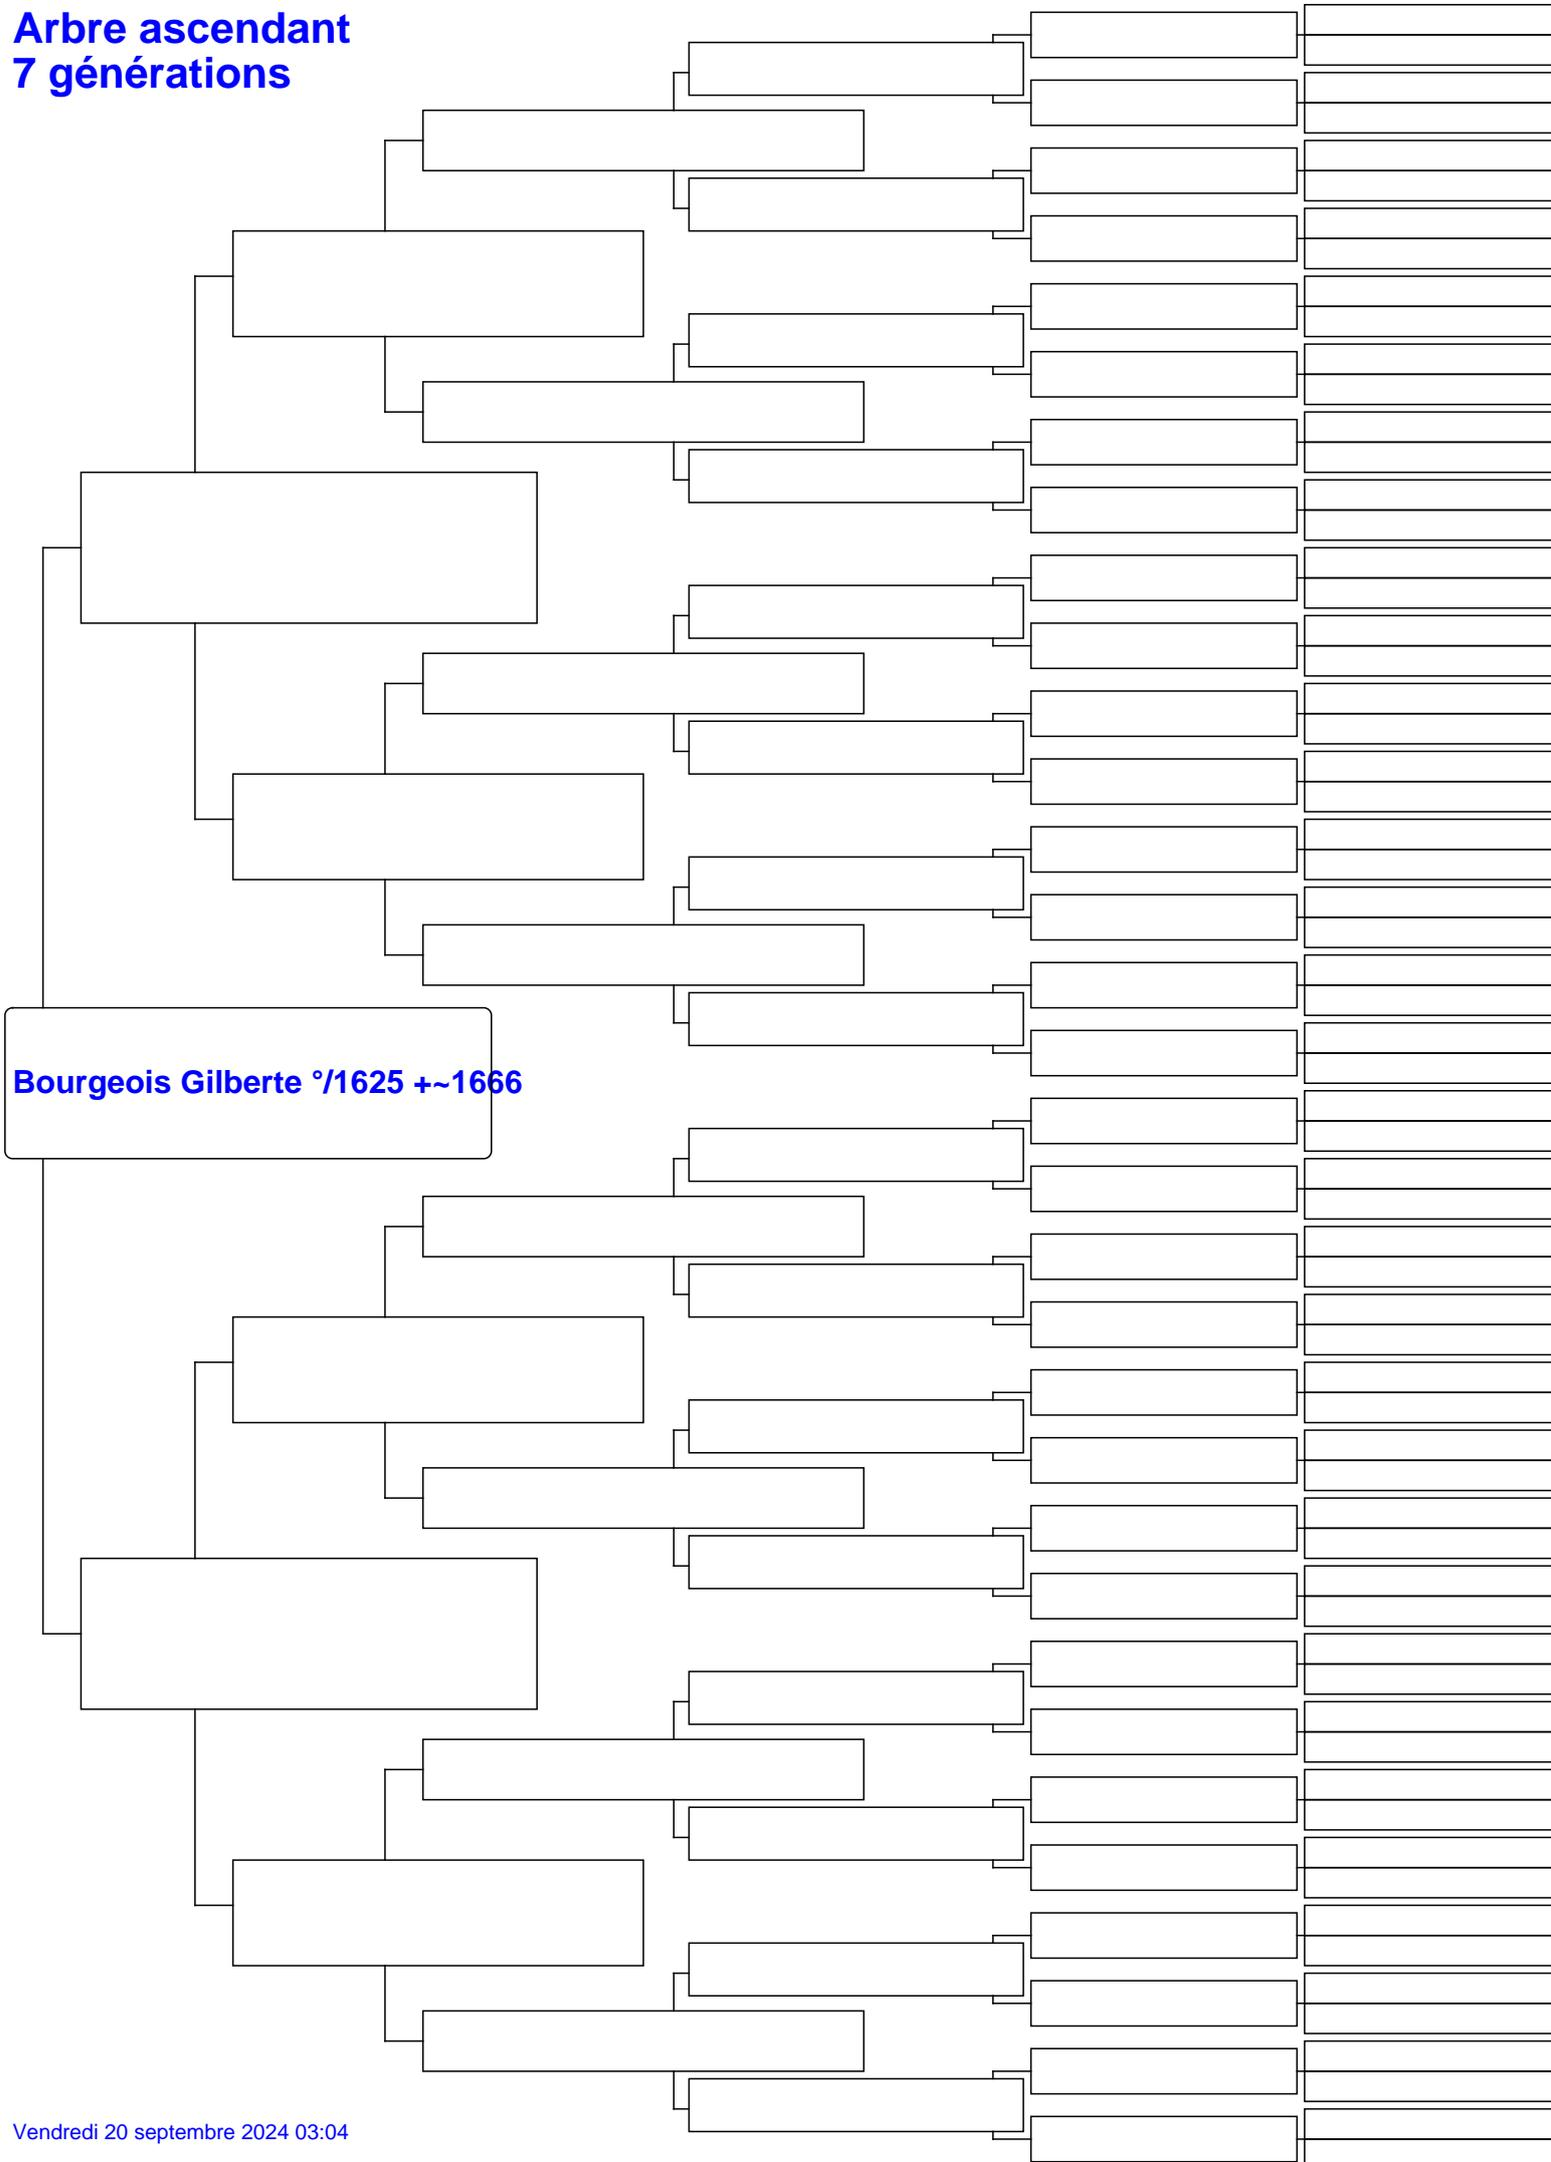 Arbre ascendant
7 générations
Bourgeois Gilberte °/1625 +~1666
Vendredi 20 septembre 2024 03:04